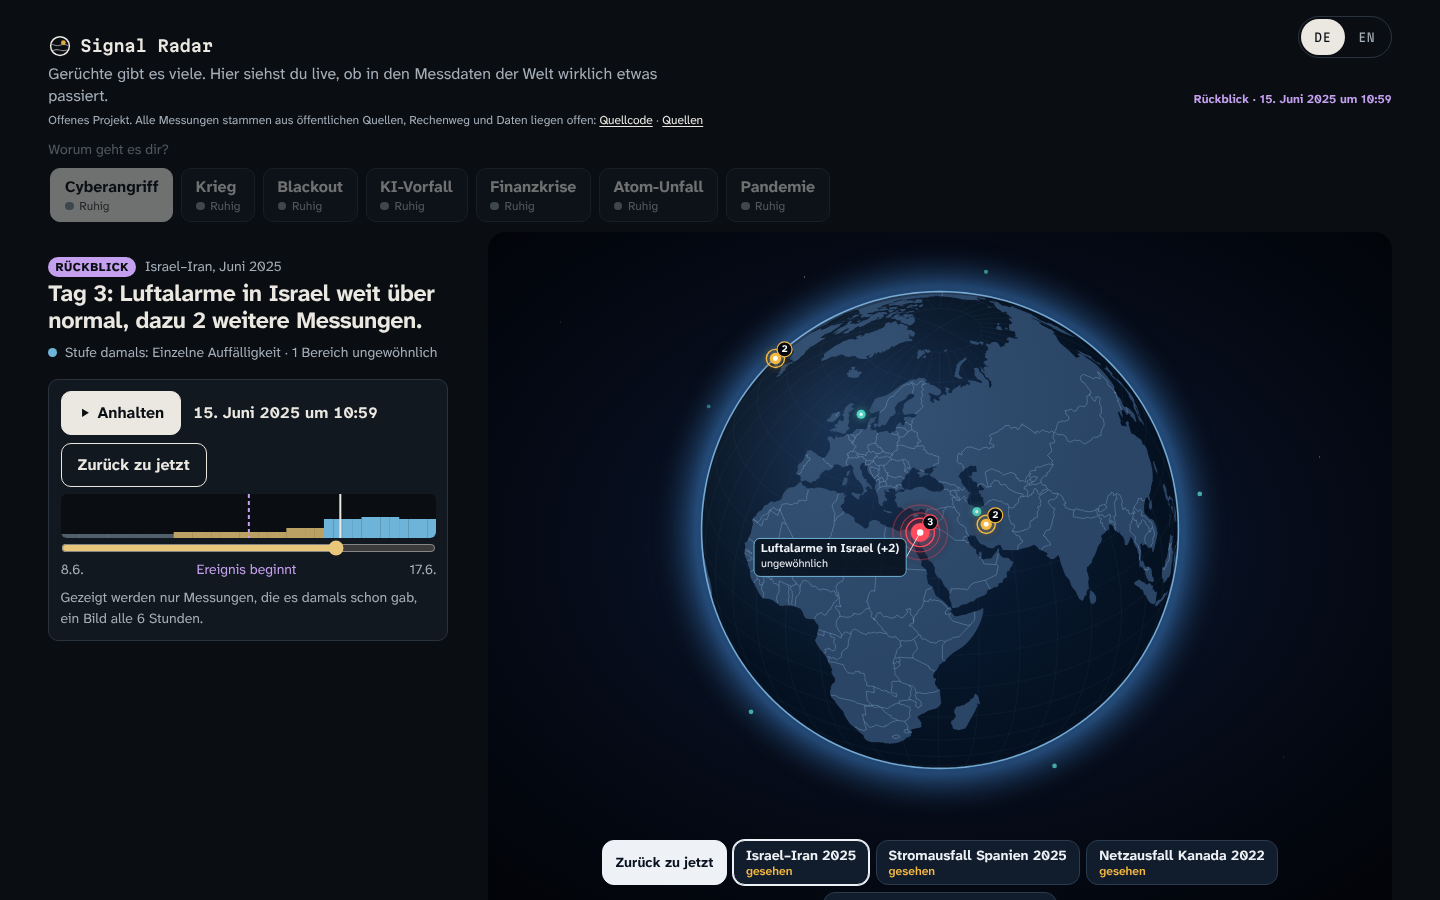 Signal Radar
DE EN
Gerüchte gibt es viele. Hier siehst du live, ob in den Messdaten der Welt wirklich etwas
passiert.
Rückblick · 15. Juni 2025 um 10:59
Offenes Projekt. Alle Messungen stammen aus öffentlichen Quellen, Rechenweg und Daten liegen offen: Quellcode · Quellen
Worum geht es dir?
Cyberangriff
Ruhig
Krieg
Ruhig
Blackout
Ruhig
KI-Vorfall
Ruhig
Finanzkrise
Ruhig
Atom-Unfall
Ruhig
Pandemie
Ruhig
RÜCKBLICK Israel–Iran, Juni 2025
Tag 3: Luftalarme in Israel weit über
normal, dazu 2 weitere Messungen.
Stufe damals: Einzelne Auffälligkeit · 1 Bereich ungewöhnlich
Anhalten 15. Juni 2025 um 10:59
Zurück zu jetzt
8.6. Ereignis beginnt 17.6.
Gezeigt werden nur Messungen, die es damals schon gab,
ein Bild alle 6 Stunden.
2
2
3
Luftalarme in Israel (+2)
ungewöhnlich
Zurück zu jetzt
Israel–Iran 2025
gesehen
Stromausfall Spanien 2025
gesehen
Netzausfall Kanada 2022
gesehen